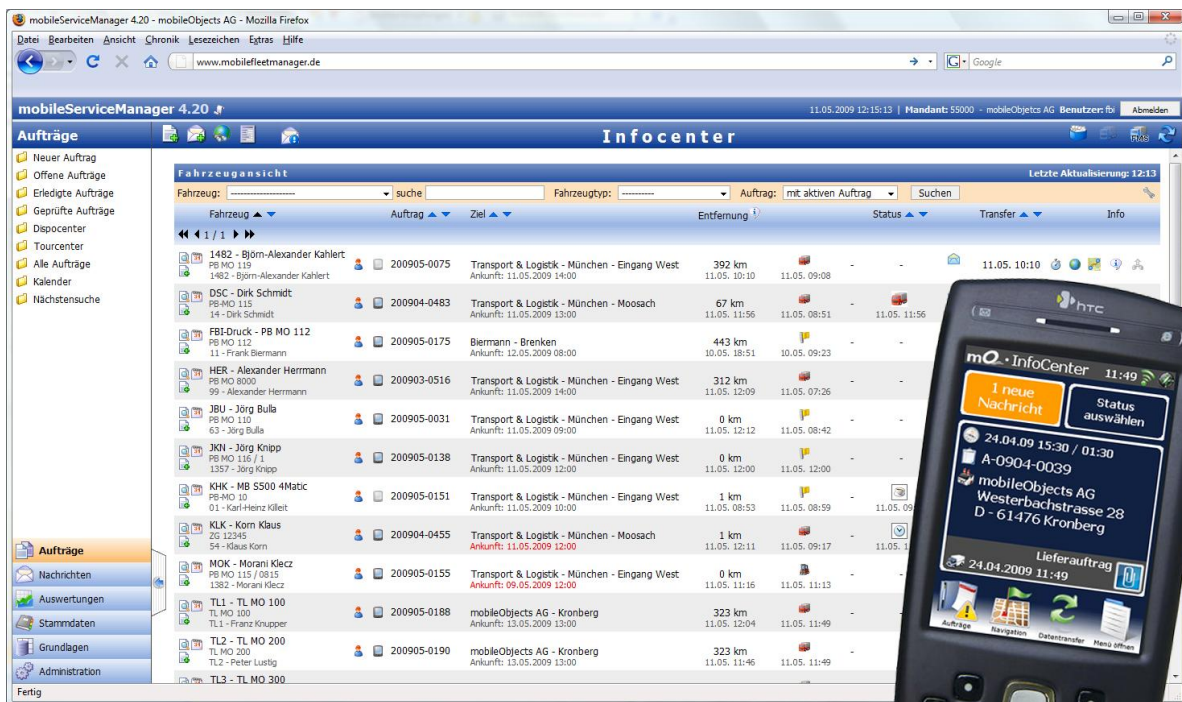 mobileServiceManager 4.20 - mobileObjects AG - Mozilla Firefox
Datei Bearbeiten Ansicht Chronik Lesezeichen Extras Hilfe
www.mobilefleetmanager.de
Google
mobileServiceManager 4.20
11.05.2009 12:15:13 | Mandant: 55000 - mobileObjetcs AG Benutzer: fbi Abmelden
Aufträge
Infocenter
FMS
Neuer Auftrag
Offene Aufträge
Erledigte Aufträge
Geprüfte Aufträge
Dispocenter
Tourcenter
Alle Aufträge
Kalender
Nächstensuche
Fahrzeugansicht Letzte Aktualisierung: 12:13
Fahrzeug: -------------------- suche Fahrzeugtyp: ---------- Auftrag: mit aktiven Auftrag Suchen
Fahrzeug Auftrag Ziel Entfernung Status Transfer Info
1 / 1
1482 - Björn-Alexander Kahlert
PB MO 119
1482 - Björn-Alexander Kahlert
200905-0075 Transport & Logistik - München - Eingang West 392 km - - 11.05. 10:10
Ankunft: 11.05.2009 14:00 11.05. 10:10 11.05. 09:08
DSC - Dirk Schmidt
PB-MO 115
14 - Dirk Schmidt
200904-0483 Transport & Logistik - München - Moosach 67 km -
Ankunft: 11.05.2009 13:00 11.05. 11:56 11.05. 08:51 11.05. 11:56
FBI-Druck - PB MO 112
PB MO 112
11 - Frank Biermann
200905-0175 Biermann - Brenken 443 km - -
Ankunft: 12.05.2009 08:00 10.05. 18:51 10.05. 09:23
HER - Alexander Herrmann
PB MO 8000
99 - Alexander Herrmann
200903-0516 Transport & Logistik - München - Eingang West 312 km - -
Ankunft: 11.05.2009 14:00 11.05. 12:09 11.05. 07:26
JBU - Jörg Bulla
PB MO 110
63 - Jörg Bulla
200905-0031 Transport & Logistik - München - Eingang West 0 km - -
Ankunft: 11.05.2009 09:00 11.05. 12:12 11.05. 08:42
JKN - Jörg Knipp
PB MO 116 / 1
1357 - Jörg Knipp
200905-0138 Transport & Logistik - München - Eingang West 0 km - -
Ankunft: 11.05.2009 12:00 11.05. 12:00 11.05. 12:00
KHK - MB S500 4Matic
PB-MO 10
01 - Karl-Heinz Killeit
200905-0151 Transport & Logistik - München - Eingang West 1 km -
Ankunft: 11.05.2009 10:00 11.05. 08:53 11.05. 08:59 11.05. 09
KLK - Korn Klaus
ZG 12345
54 - Klaus Korn
200904-0455 Transport & Logistik - München - Moosach 1 km -
Ankunft: 11.05.2009 12:00 11.05. 12:11 11.05. 09:17 11.05. 1
MOK - Morani Klecz
PB MO 115 / 0815
1382 - Morani Klecz
200905-0155 Transport & Logistik - München - Eingang West 0 km - -
Ankunft: 09.05.2009 12:00 11.05. 11:16 11.05. 11:13
TL1 - TL MO 100
TL MO 100
TL1 - Franz Knupper
200905-0188 mobileObjects AG - Kronberg 323 km - -
Ankunft: 13.05.2009 13:00 11.05. 12:04 11.05. 11:49
TL2 - TL MO 200
TL MO 200
TL2 - Peter Lustig
200905-0190 mobileObjects AG - Kronberg 323 km -
Ankunft: 13.05.2009 13:00 11.05. 11:46 11.05. 11:49
TL3 - TL MO 300
Aufträge
Nachrichten
Auswertungen
Stammdaten
Grundlagen
Administration
Fertig
hTC
mO. · InfoCenter 11:49
1 neue
Nachricht
Status
auswählen
24.04.09 15:30 / 01:30
A-0904-0039
mobileObjects AG
Westerbachstrasse 28
D - 61476 Kronberg
Lieferauftrag
24.04.2009 11:49
Aufträge Navigation Datentransfer Menü öffnen